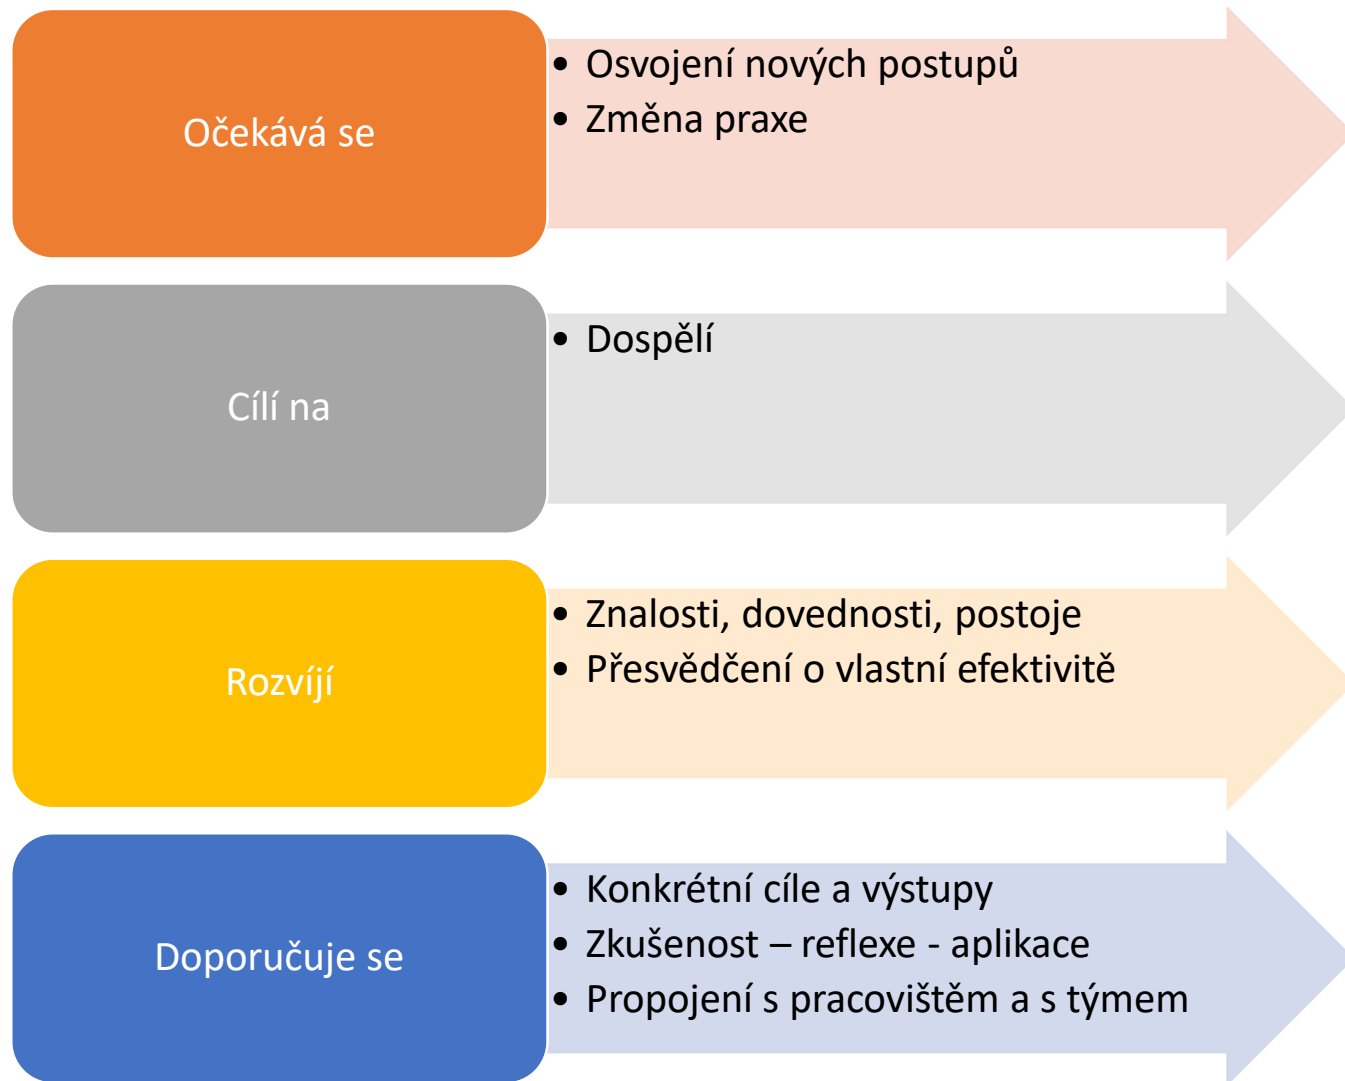 Očekává se
• Osvojení nových postupů
• Změna praxe
Cílí na
• Dospělí
Rozvíjí
• Znalosti, dovednosti, postoje
• Přesvědčení o vlastní efektivitě
Doporučuje se
• Konkrétní cíle a výstupy
• Zkušenost – reflexe - aplikace
• Propojení s pracovištěm a s týmem